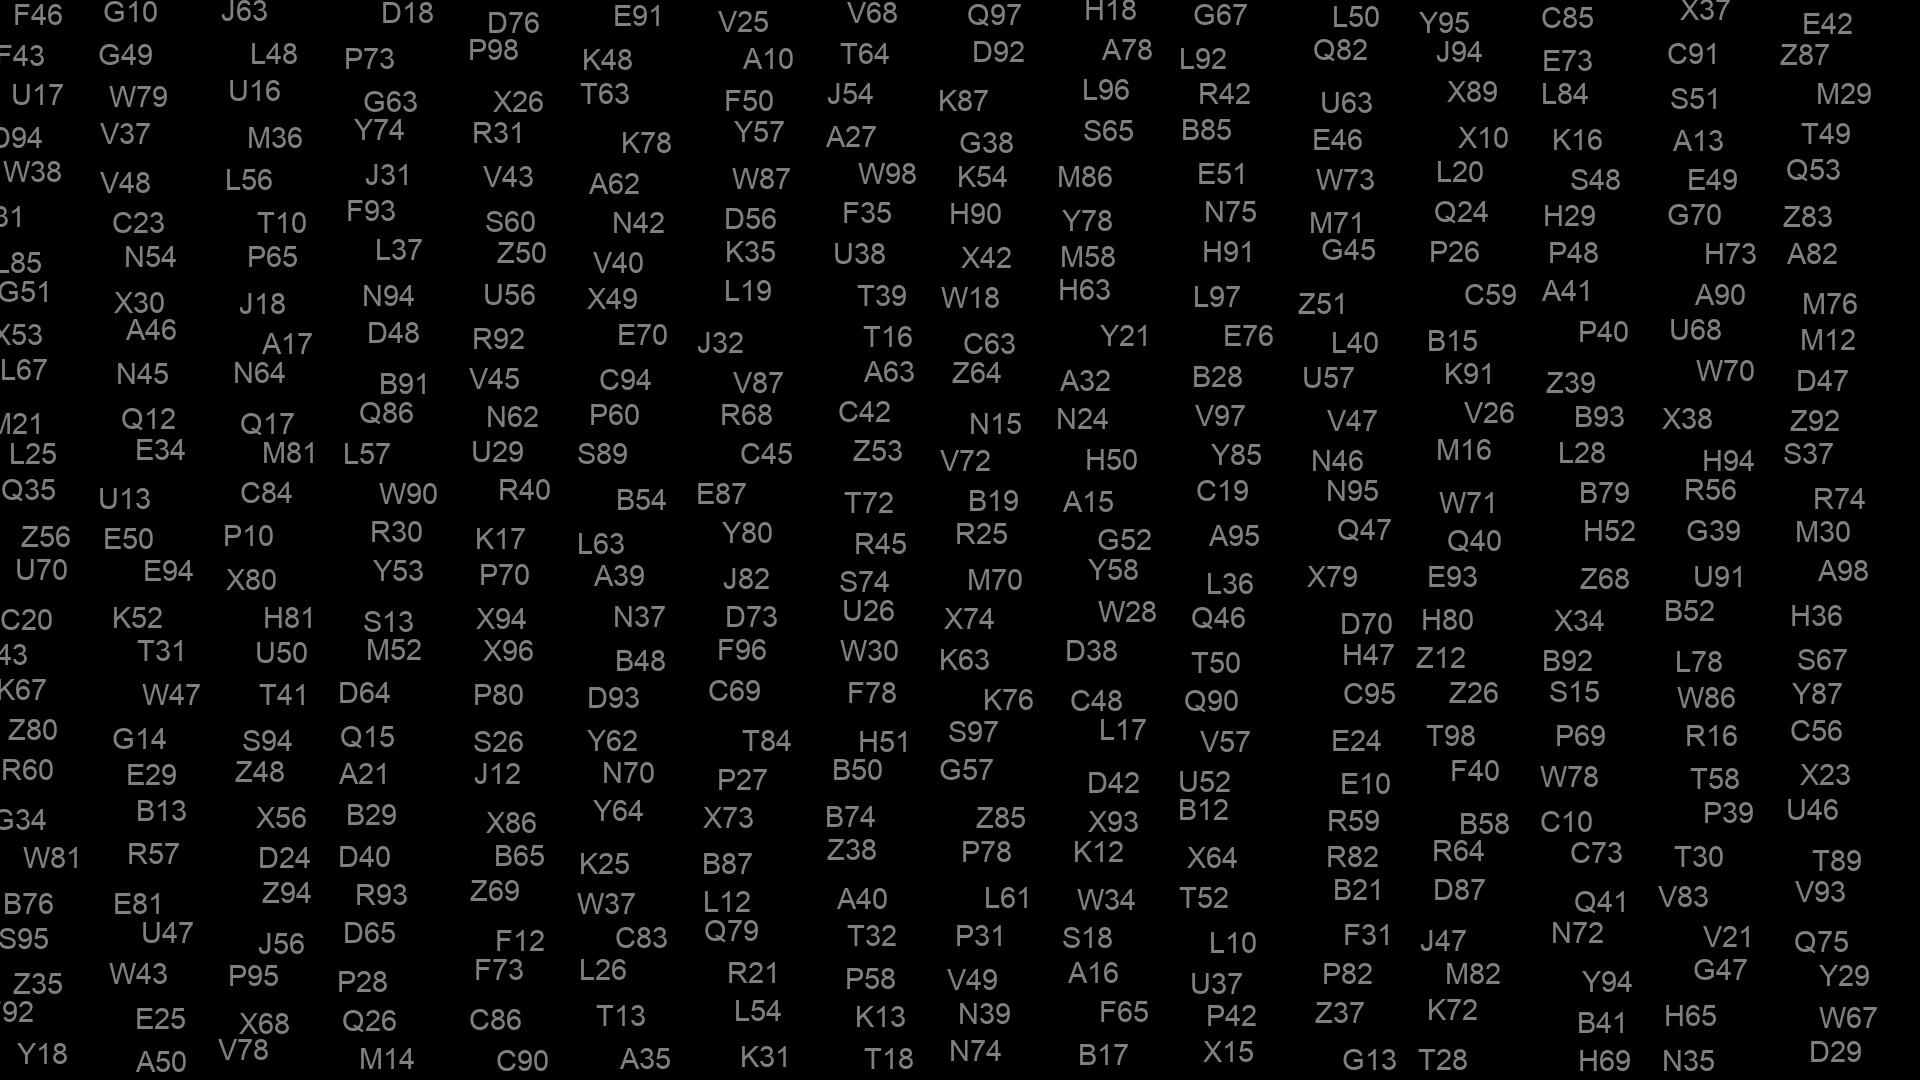 F46 G10 J63 D18 D76 E91 V25 V68 Q97 H18 G67 L50 Y95 C85 X37 E42
F43 G49 L48 P73 P98 K48 A10 T64 D92 A78 L92 Q82 J94 E73 C91 Z87
U17 W79 U16 G63 X26 T63 F50 J54 K87 L96 R42 U63 X89 L84 S51 M29
D94 V37 M36 Y74 R31 K78 Y57 A27 G38 S65 B85 E46 X10 K16 A13 T49
W38 V48 L56 J31 V43 A62 W87 W98 K54 M86 E51 W73 L20 S48 E49 Q53
31 C23 T10 F93 S60 N42 D56 F35 H90 Y78 N75 M71 Q24 H29 G70 Z83
L85 N54 P65 L37 Z50 V40 K35 U38 X42 M58 H91 G45 P26 P48 H73 A82
G51 X30 J18 N94 U56 X49 L19 T39 W18 H63 L97 Z51 C59 A41 A90 M76
X53 A46 A17 D48 R92 E70 J32 T16 C63 Y21 E76 L40 B15 P40 U68 M12
L67 N45 N64 B91 V45 C94 V87 A63 Z64 A32 B28 U57 K91 Z39 W70 D47
M21 Q12 Q17 Q86 N62 P60 R68 C42 N15 N24 V97 V47 V26 B93 X38 Z92
L25 E34 M81 L57 U29 S89 C45 Z53 V72 H50 Y85 N46 M16 L28 H94 S37
Q35 U13 C84 W90 R40 B54 E87 T72 B19 A15 C19 N95 W71 B79 R56 R74
Z56 E50 P10 R30 K17 L63 Y80 R45 R25 G52 A95 Q47 Q40 H52 G39 M30
U70 E94 X80 Y53 P70 A39 J82 S74 M70 Y58 L36 X79 E93 Z68 U91 A98
C20 K52 H81 S13 X94 N37 D73 U26 X74 W28 Q46 D70 H80 X34 B52 H36
43 T31 U50 M52 X96 B48 F96 W30 K63 D38 T50 H47 Z12 B92 L78 S67
K67 W47 T41 D64 P80 D93 C69 F78 K76 C48 Q90 C95 Z26 S15 W86 Y87
Z80 G14 S94 Q15 S26 Y62 T84 H51 S97 L17 V57 E24 T98 P69 R16 C56
R60 E29 Z48 A21 J12 N70 P27 B50 G57 D42 U52 E10 F40 W78 T58 X23
G34 B13 X56 B29 X86 Y64 X73 B74 Z85 X93 B12 R59 B58 C10 P39 U46
W81 R57 D24 D40 B65 K25 B87 Z38 P78 K12 X64 R82 R64 C73 T30 T89
B76 E81 Z94 R93 Z69 W37 L12 A40 L61 W34 T52 B21 D87 Q41 V83 V93
S95 U47 J56 D65 F12 C83 Q79 T32 P31 S18 L10 F31 J47 N72 V21 Q75
Z35 W43 P95 P28 F73 L26 R21 P58 V49 A16 U37 P82 M82 Y94 G47 Y29
92 E25 X68 Q26 C86 T13 L54 K13 N39 F65 P42 Z37 K72 B41 H65 W67
Y18 A50 V78 M14 C90 A35 K31 T18 N74 B17 X15 G13 T28 H69 N35 D29